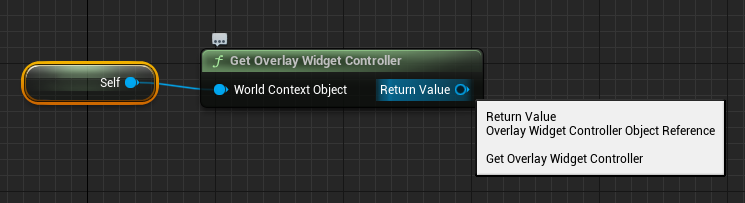 Get Overlay Widget Controller
Self
World Context Object
Return Value
Return Value
Overlay Widget Controller Object Reference
Get Overlay Widget Controller